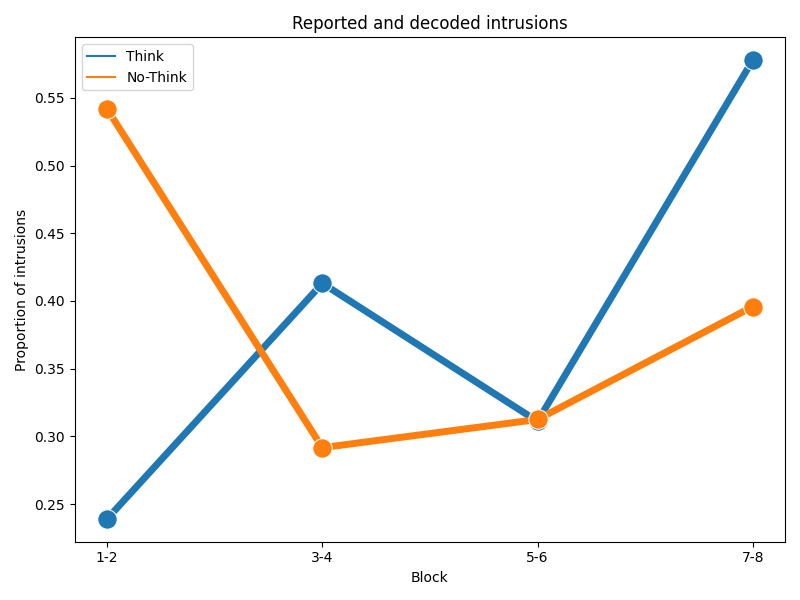 Reported and decoded intrusions
Think
No-Think
Proportion of intrusions
0.55
0.50
0.45
0.40
0.35
0.30
0.25
1-2
3-4
5-6
7-8
Block